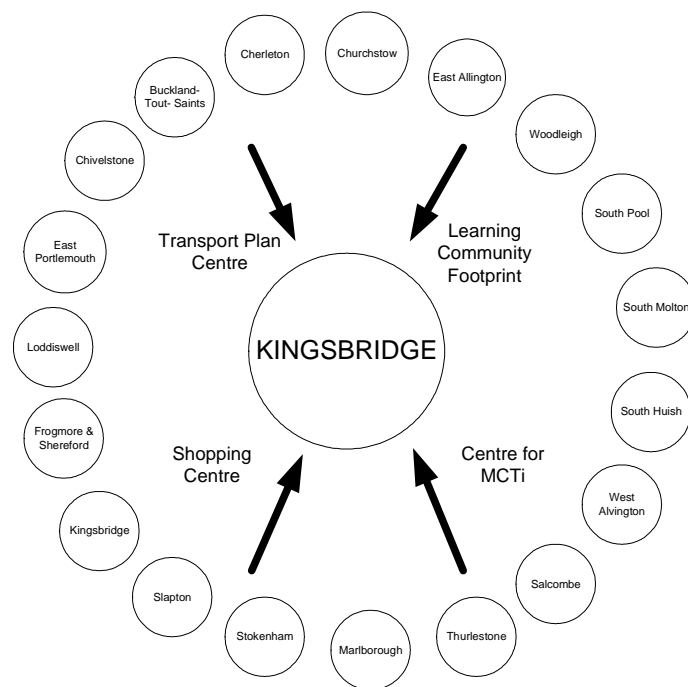 Cherleton
Churchstow
East Allington
Buckland-
Tout- Saints
Woodleigh
Chivelstone
South Pool
East
Portlemouth
Transport Plan
Centre
Learning
Community
Footprint
South Molton
Loddiswell
KINGSBRIDGE
South Huish
Frogmore &
Shereford
Shopping
Centre
Centre for
MCTi
West
Alvington
Kingsbridge
Salcombe
Slapton
Stokenham
Marlborough
Thurlestone